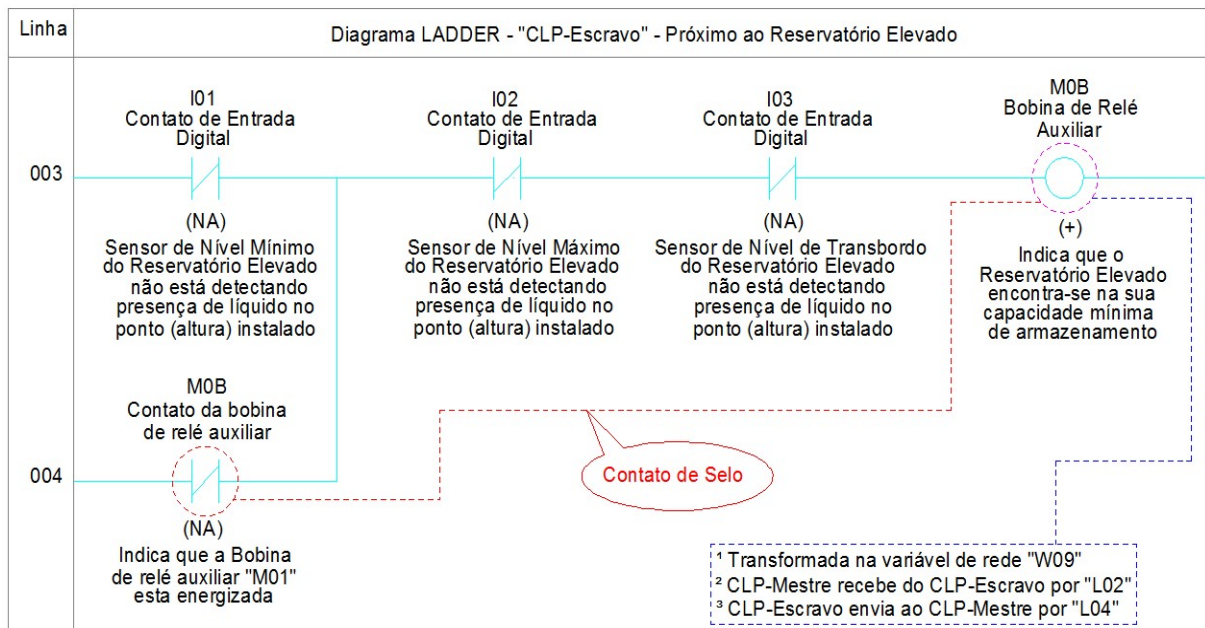 Linha
Diagrama LADDER - "CLP-Escravo" - Próximo ao Reservatório Elevado
003
I01
Contato de Entrada
Digital
(NA)
Sensor de Nível Mínimo
do Reservatório Elevado
não está detectando
presença de líquido no
ponto (altura) instalado
I02
Contato de Entrada
Digital
(NA)
Sensor de Nível Máximo
do Reservatório Elevado
não está detectando
presença de líquido no
ponto (altura) instalado
I03
Contato de Entrada
Digital
(NA)
Sensor de Nível de Transbordo
do Reservatório Elevado
não está detectando
presença de líquido no
ponto (altura) instalado
M0B
Bobina de Relé
Auxiliar
(+)
Indica que o
Reservatório Elevado
encontra-se na sua
capacidade mínima
de armazenamento
004
M0B
Contato da bobina
de relé auxiliar
(NA)
Indica que a Bobina
de relé auxiliar "M01"
esta energizada
Contato de Selo
¹ Transformada na variável de rede "W09"
² CLP-Mestre recebe do CLP-Escravo por "L02"
³ CLP-Escravo envia ao CLP-Mestre por "L04"